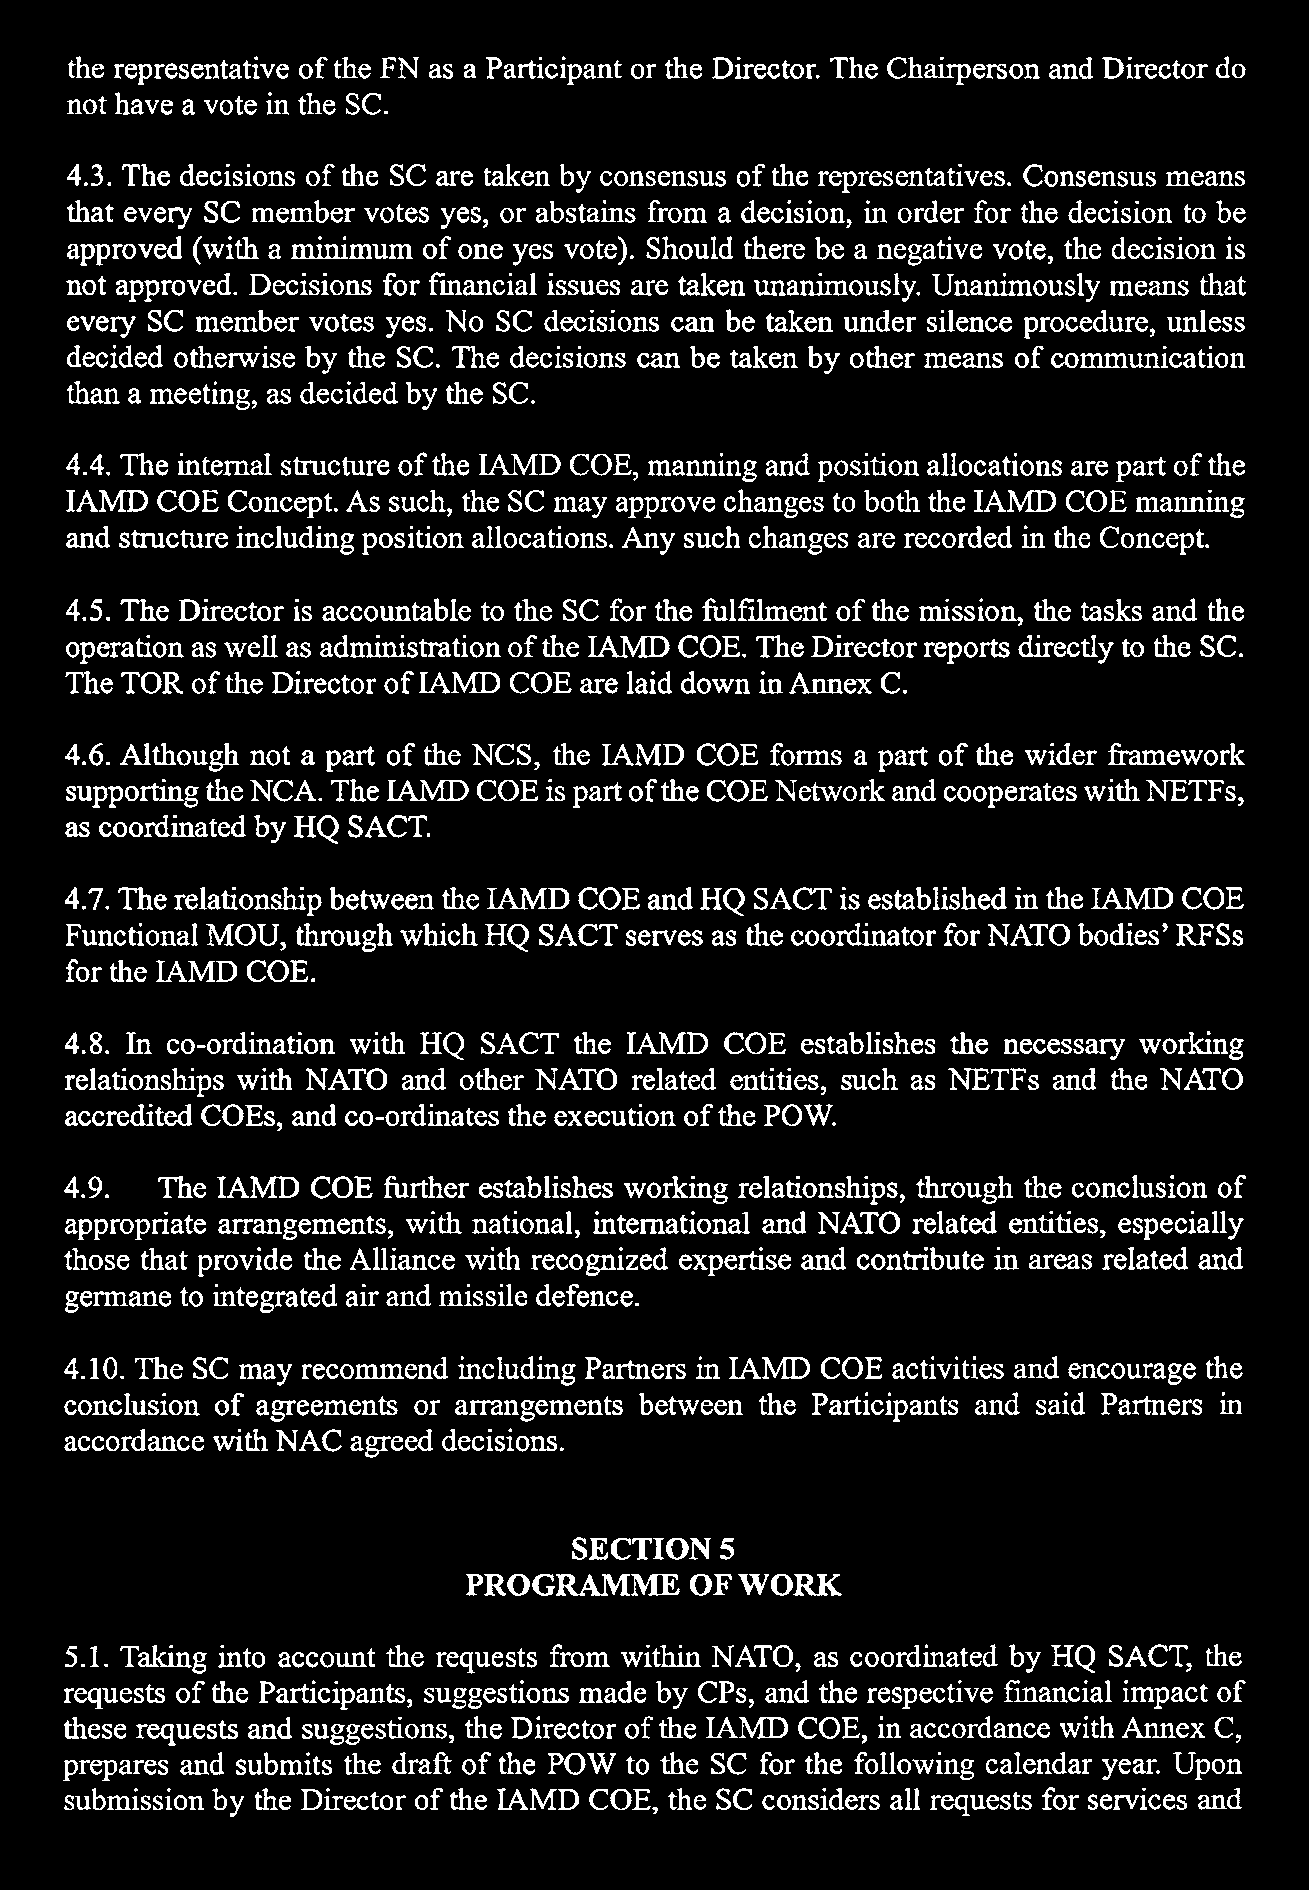 the representative of the FN as a Participant or the Director. The Chairperson and Director do
not have a vote in the SC.
4.3. The decisions of the SC are taken by consensus of the representatives. Consensus means
that every SC member votes yes, or abstains from a decision, in order for the decision to be
approved (with a minimum of one yes vote). Should there be a negative vote, the decision is
not approved. Decisions for financial issues are taken unanimously. Unanimously means that
every SC member votes yes. No SC decisions can be taken under silence procedure, unless
decided otherwise by the SC. The decisions can be taken by other means of communication
than a meeting, as decided by the SC.
4.4. The internal structure of the IAMD COE, manning and position allocations are part of the
IAMD COE Concept. As such, the SC may approve changes to both the IAMD COE manning
and structure including position allocations. Any such changes are recorded in the Concept.
4.5. The Director is accountable to the SC for the fulfilment of the mission, the tasks and the
operation as well as administration of the IAMD COE. The Director reports directly to the SC.
The TOR of the Director of IAMD COE are laid down in Annex C.
4.6. Although not a part of the NCS, the IAMD COE forms a part of the wider framework
supporting the NCA. The IAMD COE is part of the COE Network and cooperates with NETFs,
as coordinated by HQ SACT.
4.7. The relationship between the IAMD COE and HQ SACT is established in the IAMD COE
Functional MOU, through which HQ SACT serves as the coordinator for NATO bodies’ RFSs
for the IAMD COE.
4.8. In co-ordination with HQ SACT the IAMD COE establishes the necessary working
relationships with NATO and other NATO related entities, such as NETFs and the NATO
accredited COEs, and co-ordinates the execution of the POW.
4.9. The IAMD COE further establishes working relationships, through the conclusion of
appropriate arrangements, with national, international and NATO related entities, especially
those that provide the Alliance with recognized expertise and contribute in areas related and
germane to integrated air and missile defence.
4.10. The SC may recommend including Partners in IAMD COE activities and encourage the
conclusion of agreements or arrangements between the Participants and said Partners in
accordance with NAC agreed decisions.
SECTION 5
PROGRAMME OF WORK
5.1. Taking into account the requests from within NATO, as coordinated by HQ SACT, the
requests of the Participants, suggestions made by CPs, and the respective financial impact of
these requests and suggestions, the Director of the IAMD COE, in accordance with Annex C,
prepares and submits the draft of the POW to the SC for the following calendar year. Upon
submission by the Director of the IAMD COE, the SC considers all requests for services and